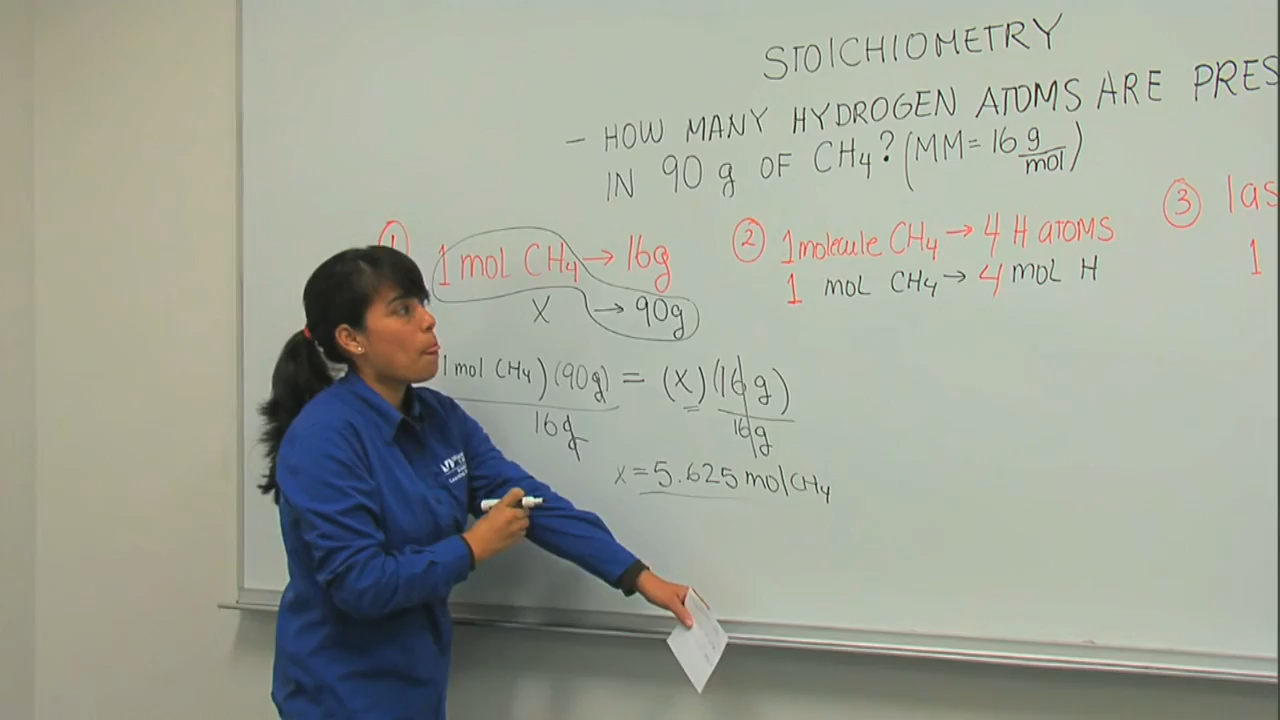 STOICHIOMETRY
- HOW MANY HYDROGEN ATOMS ARE PRES
IN 90 g OF CH4? (MM = 16 g/mol)
1
1 mol CH4 → 16g
X → 90g
1 mol CH4) (90g) = (X) (16g)
16g 16g
X = 5.625 mol CH4
2 1 molecule CH4 → 4 H ATOMS
1 mol CH4 → 4 mol H
3 las
1